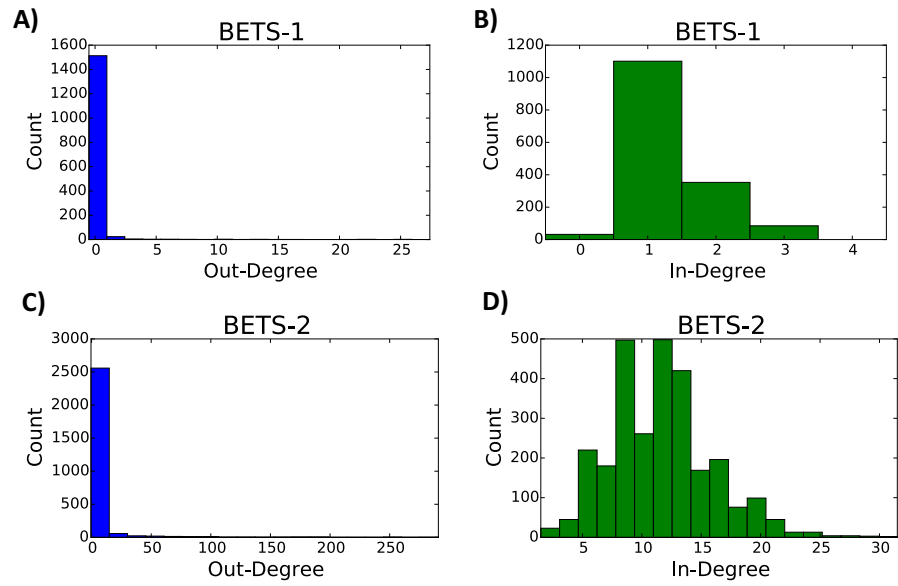 A)
BETS-1
1600
1400
1200
1000
800
600
400
200
0
Count
0 5 10 15 20 25
Out-Degree
B)
BETS-1
1200
1000
800
600
400
200
0
Count
0 1 2 3 4
In-Degree
C)
BETS-2
3000
2500
2000
1500
1000
500
0
Count
0 50 100 150 200 250
Out-Degree
D)
BETS-2
500
400
300
200
100
0
Count
5 10 15 20 25 30
In-Degree